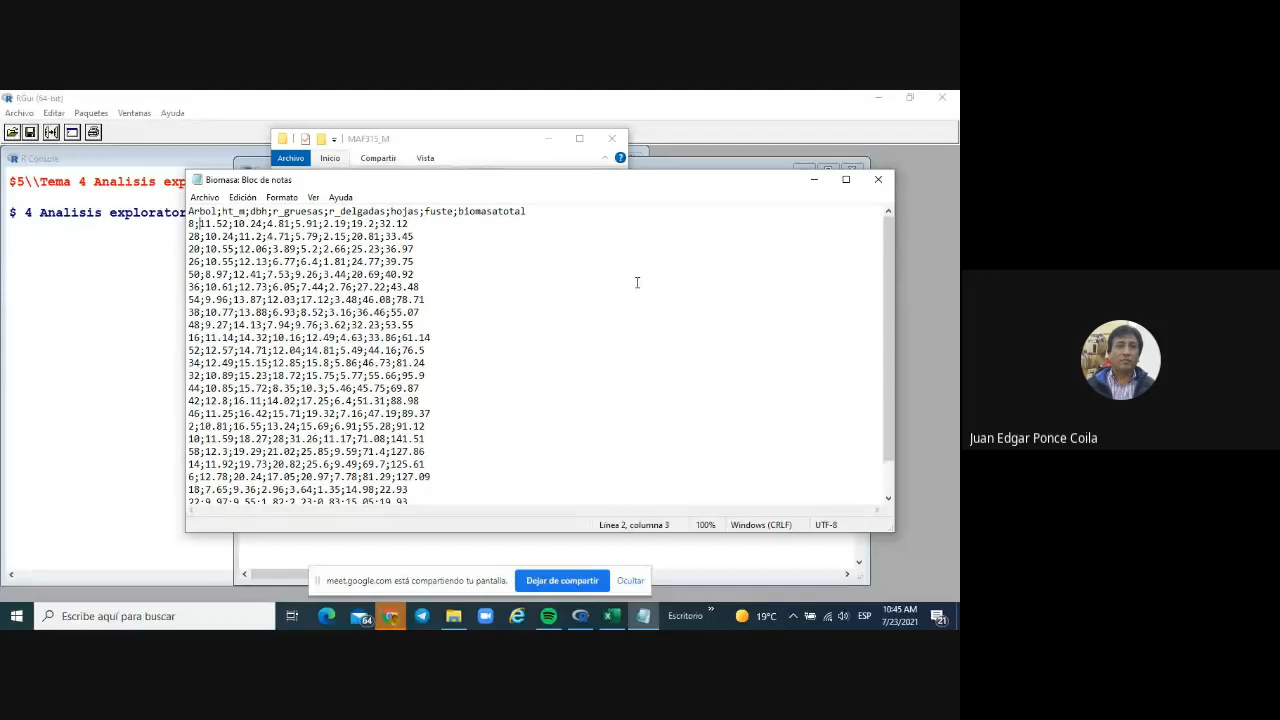 RGui (64-bit)
Archivo Editar Paquetes Ventanas Ayuda
MAF315_M
R Console
Archivo Inicio Compartir Vista
$5\\Tema 4 Analisis exp
$ 4 Analisis explorator
Biomasa: Bloc de notas
Archivo Edición Formato Ver Ayuda
Arbol;ht_m;dbh;r_gruesas;r_delgadas;hojas;fuste;biomasatotal
8;11.52;10.24;4.81;5.91;2.19;19.2;32.12
28;10.24;11.2;4.71;5.79;2.15;20.81;33.45
20;10.55;12.06;3.89;5.2;2.66;25.23;36.97
26;10.55;12.13;6.77;6.4;1.81;24.77;39.75
50;8.97;12.41;7.53;9.26;3.44;20.69;40.92
36;10.61;12.73;6.05;7.44;2.76;27.22;43.48
54;9.96;13.87;12.03;17.12;3.48;46.08;78.71
38;10.77;13.88;6.93;8.52;3.16;36.46;55.07
48;9.27;14.13;7.94;9.76;3.62;32.23;53.55
16;11.14;14.32;10.16;12.49;4.63;33.86;61.14
52;12.57;14.71;12.04;14.81;5.49;44.16;76.5
34;12.49;15.15;12.85;15.8;5.86;46.73;81.24
32;10.89;15.23;18.72;15.75;5.77;55.66;95.9
44;10.85;15.72;8.35;10.3;5.46;45.75;69.87
42;12.8;16.11;14.02;17.25;6.4;51.31;88.98
46;11.25;16.42;15.71;19.32;7.16;47.19;89.37
2;10.81;16.55;13.24;15.69;6.91;55.28;91.12
10;11.59;18.27;28;31.26;11.17;71.08;141.51
58;12.3;19.29;21.02;25.85;9.59;71.4;127.86
14;11.92;19.73;20.82;25.6;9.49;69.7;125.61
6;12.78;20.24;17.05;20.97;7.78;81.29;127.09
18;7.65;9.36;2.96;3.64;1.35;14.98;22.93
22;9.97;9.55;1.82;2.23;0.83;15.05;19.93
Línea 2, columna 3 100% Windows (CRLF) UTF-8
meet.google.com está compartiendo tu pantalla. Dejar de compartir Ocultar
Escribe aquí para buscar
64
Escritorio
19°C
ESP
10:45 AM
7/23/2021
21
Juan Edgar Ponce Coila